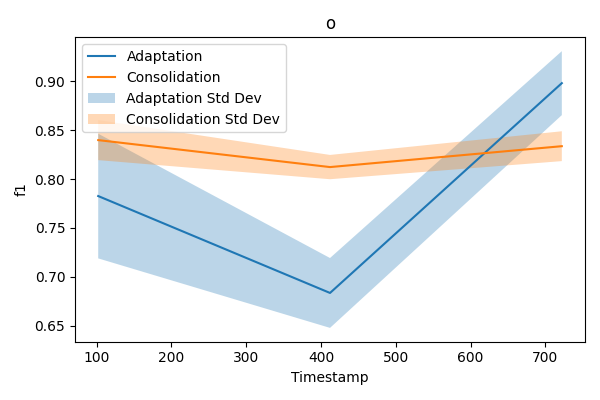 o
Adaptation
Consolidation
Adaptation Std Dev
Consolidation Std Dev
f1
0.90
0.85
0.80
0.75
0.70
0.65
100 200 300 400 500 600 700
Timestamp